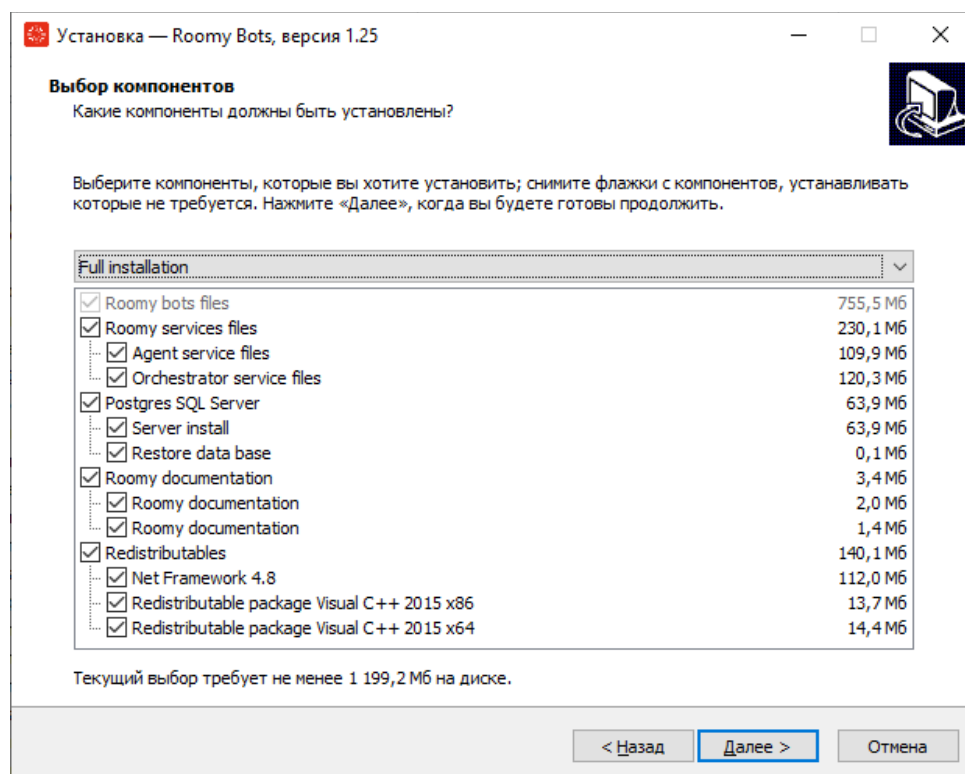 Установка — Roomy Bots, версия 1.25
Выбор компонентов
Какие компоненты должны быть установлены?
Выберите компоненты, которые вы хотите установить; снимите флажки с компонентов, устанавливать
которые не требуется. Нажмите «Далее», когда вы будете готовы продолжить.
Full installation
Roomy bots files 755,5 Мб
Roomy services files 230,1 Мб
Agent service files 109,9 Мб
Orchestrator service files 120,3 Мб
Postgres SQL Server 63,9 Мб
Server install 63,9 Мб
Restore data base 0,1 Мб
Roomy documentation 3,4 Мб
Roomy documentation 2,0 Мб
Roomy documentation 1,4 Мб
Redistributables 140,1 Мб
Net Framework 4.8 112,0 Мб
Redistributable package Visual C++ 2015 x86 13,7 Мб
Redistributable package Visual C++ 2015 x64 14,4 Мб
Текущий выбор требует не менее 1 199,2 Мб на диске.
< Назад Далее > Отмена